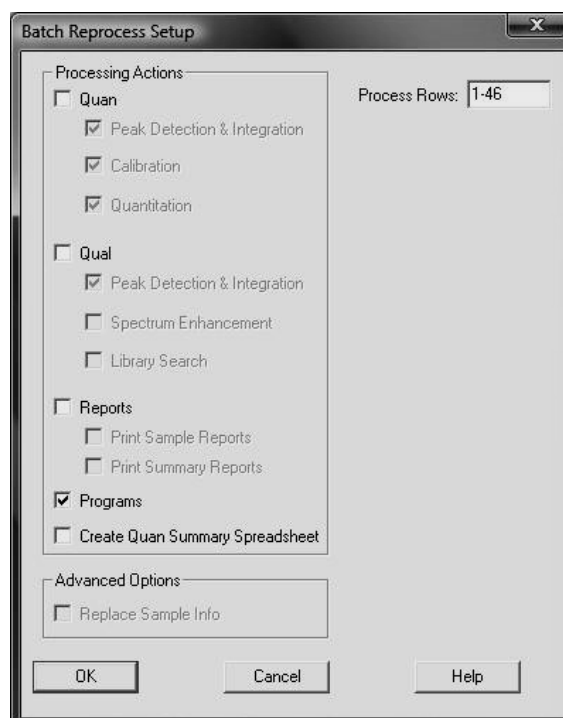 Batch Reprocess Setup
Processing Actions
Quan
Peak Detection & Integration
Calibration
Quantitation
Qual
Peak Detection & Integration
Spectrum Enhancement
Library Search
Reports
Print Sample Reports
Print Summary Reports
Programs
Create Quan Summary Spreadsheet
Process Rows: 1-46
Advanced Options
Replace Sample Info
OK Cancel Help